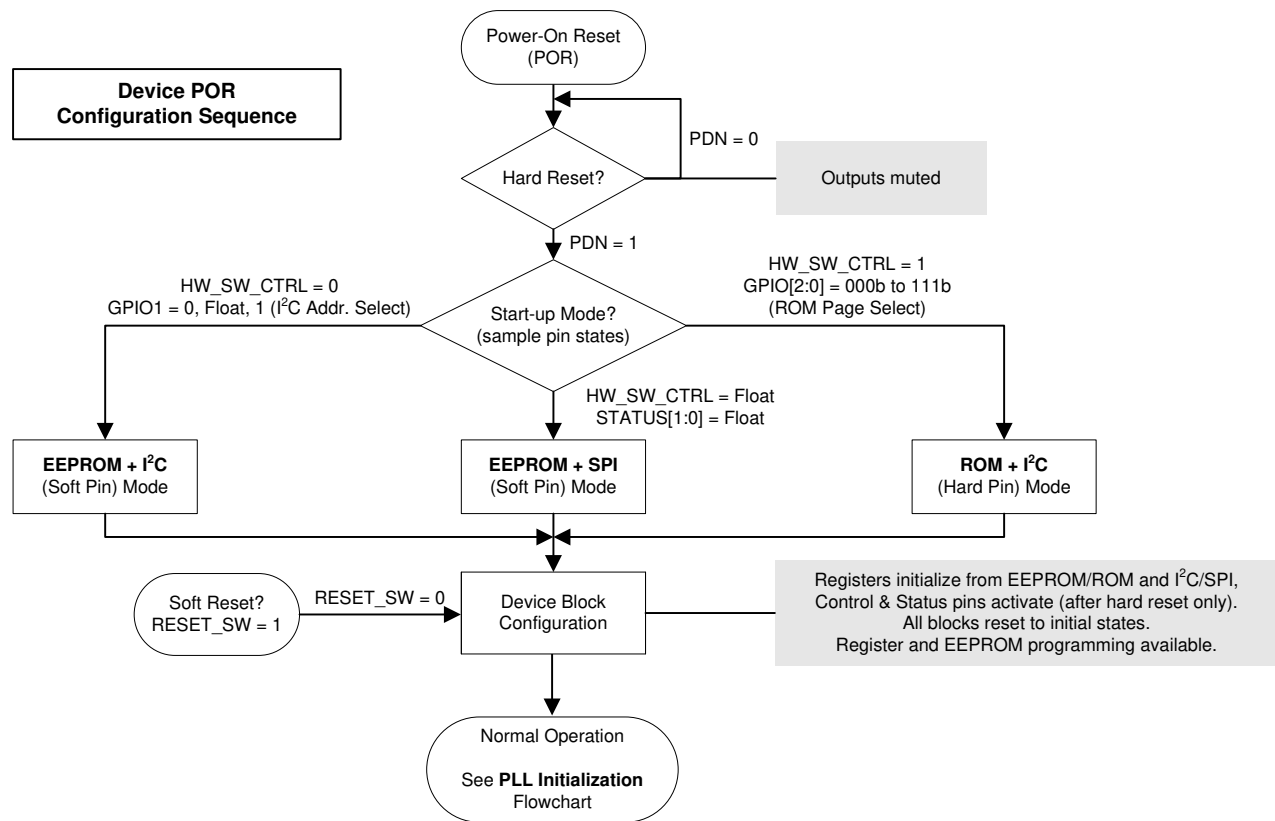 Power-On Reset
(POR)
Device POR
Configuration Sequence
PDN = 0
Hard Reset?
Outputs muted
PDN = 1
HW_SW_CTRL = 0
GPIO1 = 0, Float, 1 (I²C Addr. Select)
HW_SW_CTRL = 1
GPIO[2:0] = 000b to 111b
(ROM Page Select)
Start-up Mode?
(sample pin states)
HW_SW_CTRL = Float
STATUS[1:0] = Float
EEPROM + I²C
(Soft Pin) Mode
EEPROM + SPI
(Soft Pin) Mode
ROM + I²C
(Hard Pin) Mode
Soft Reset?
RESET_SW = 1
RESET_SW = 0
Device Block
Configuration
Registers initialize from EEPROM/ROM and I²C/SPI,
Control & Status pins activate (after hard reset only).
All blocks reset to initial states.
Register and EEPROM programming available.
Normal Operation
See PLL Initialization
Flowchart